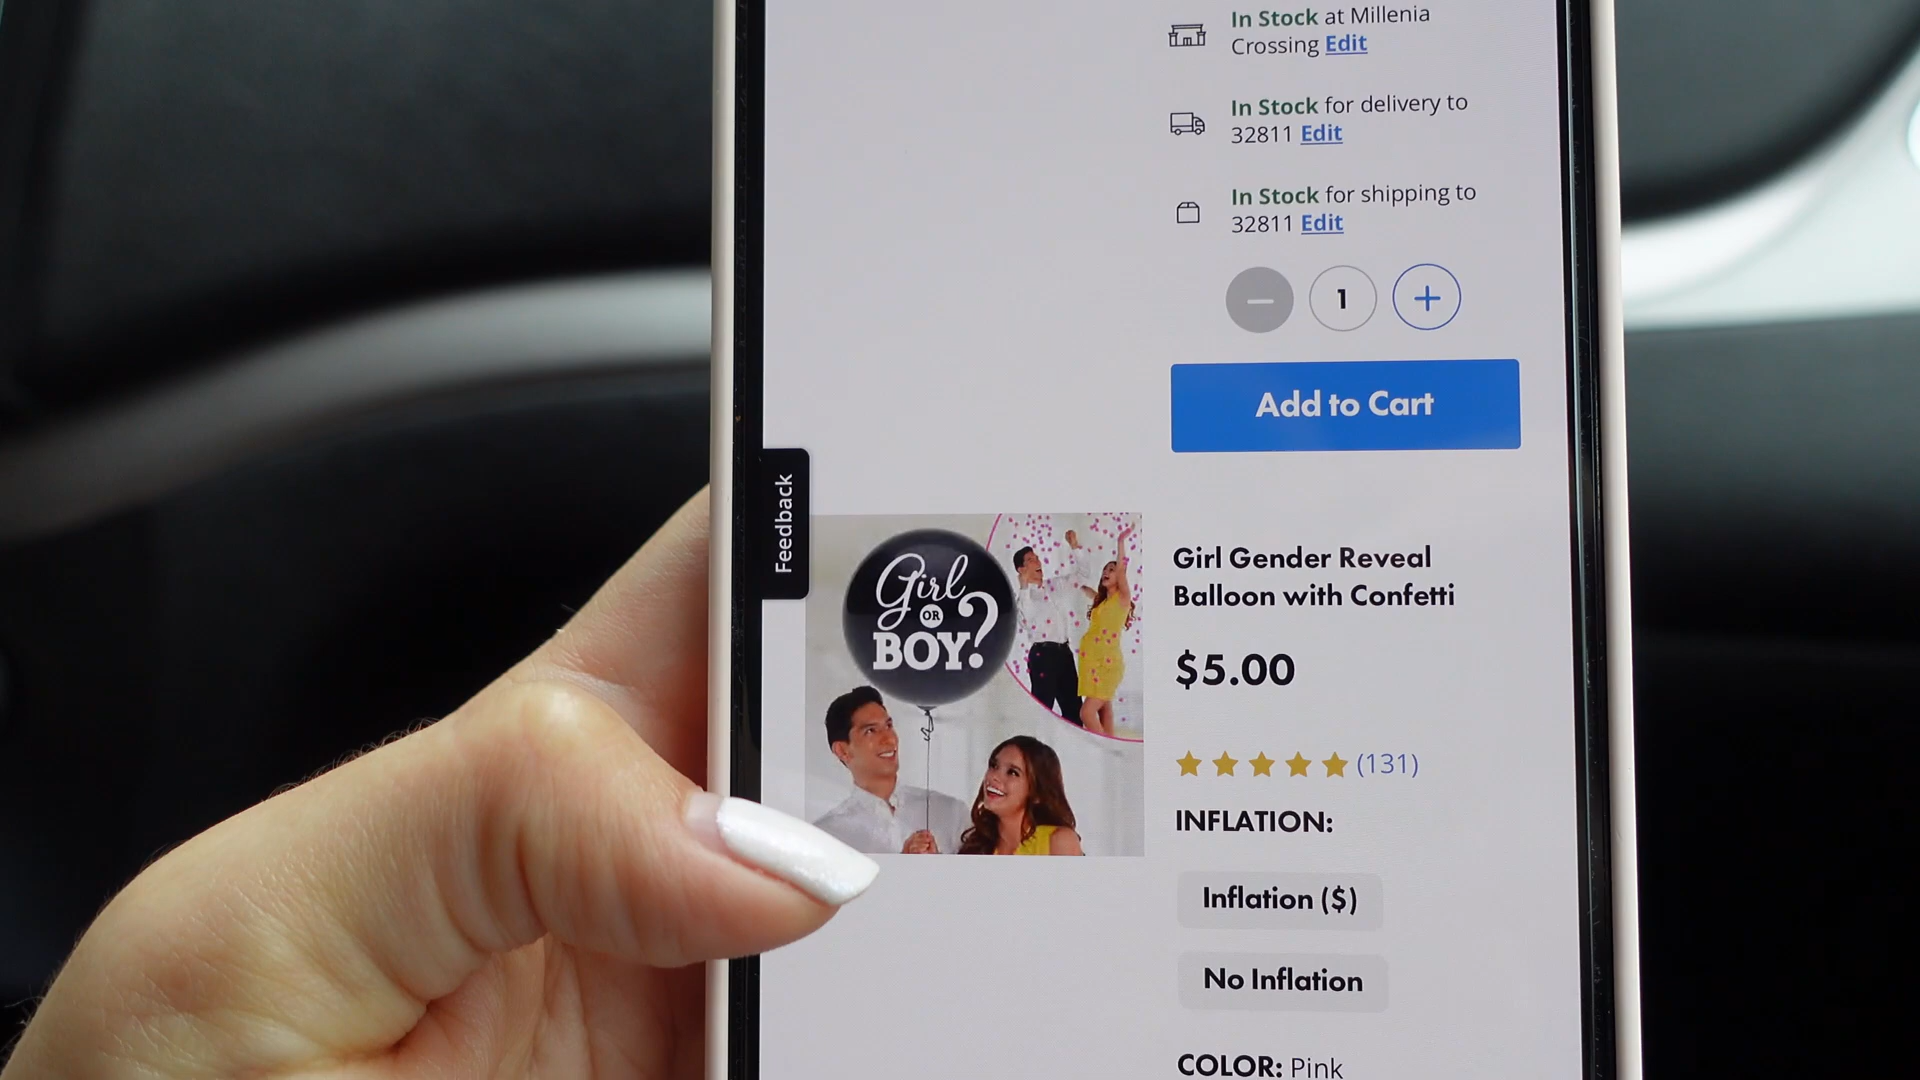 In Stock at Millenia
Crossing Edit
In Stock for delivery to
32811 Edit
In Stock for shipping to
32811 Edit
1
Add to Cart
Feedback
Girl
OR
BOY?
Girl Gender Reveal
Balloon with Confetti
$5.00
(131)
INFLATION:
Inflation ($)
No Inflation
COLOR: Pink